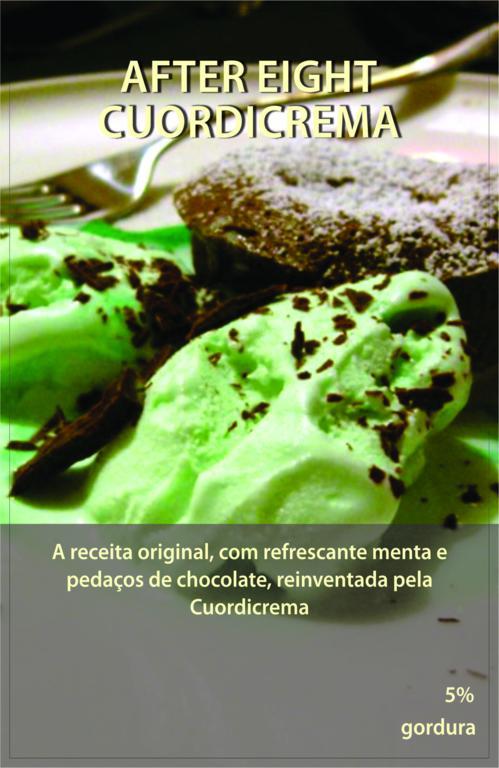 AFTER EIGHT
CUORDICREMA
A receita original, com refrescante menta e
pedaços de chocolate, reinventada pela
Cuordicrema
5%
gordura